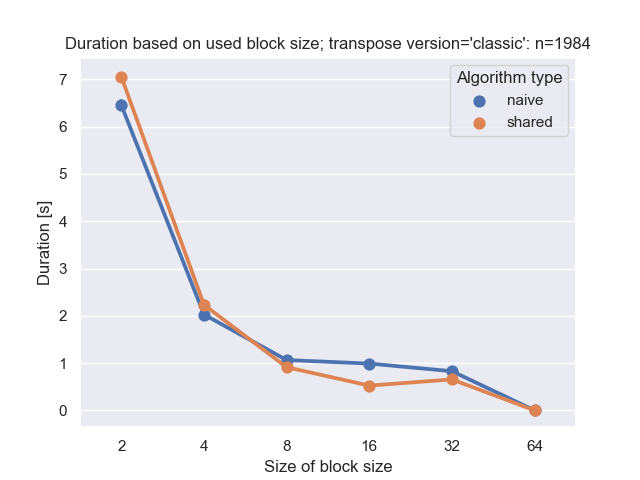 Duration based on used block size; transpose version='classic': n=1984
Algorithm type
naive
shared
7
6
5
4
3
2
1
0
Duration [s]
2 4 8 16 32 64
Size of block size